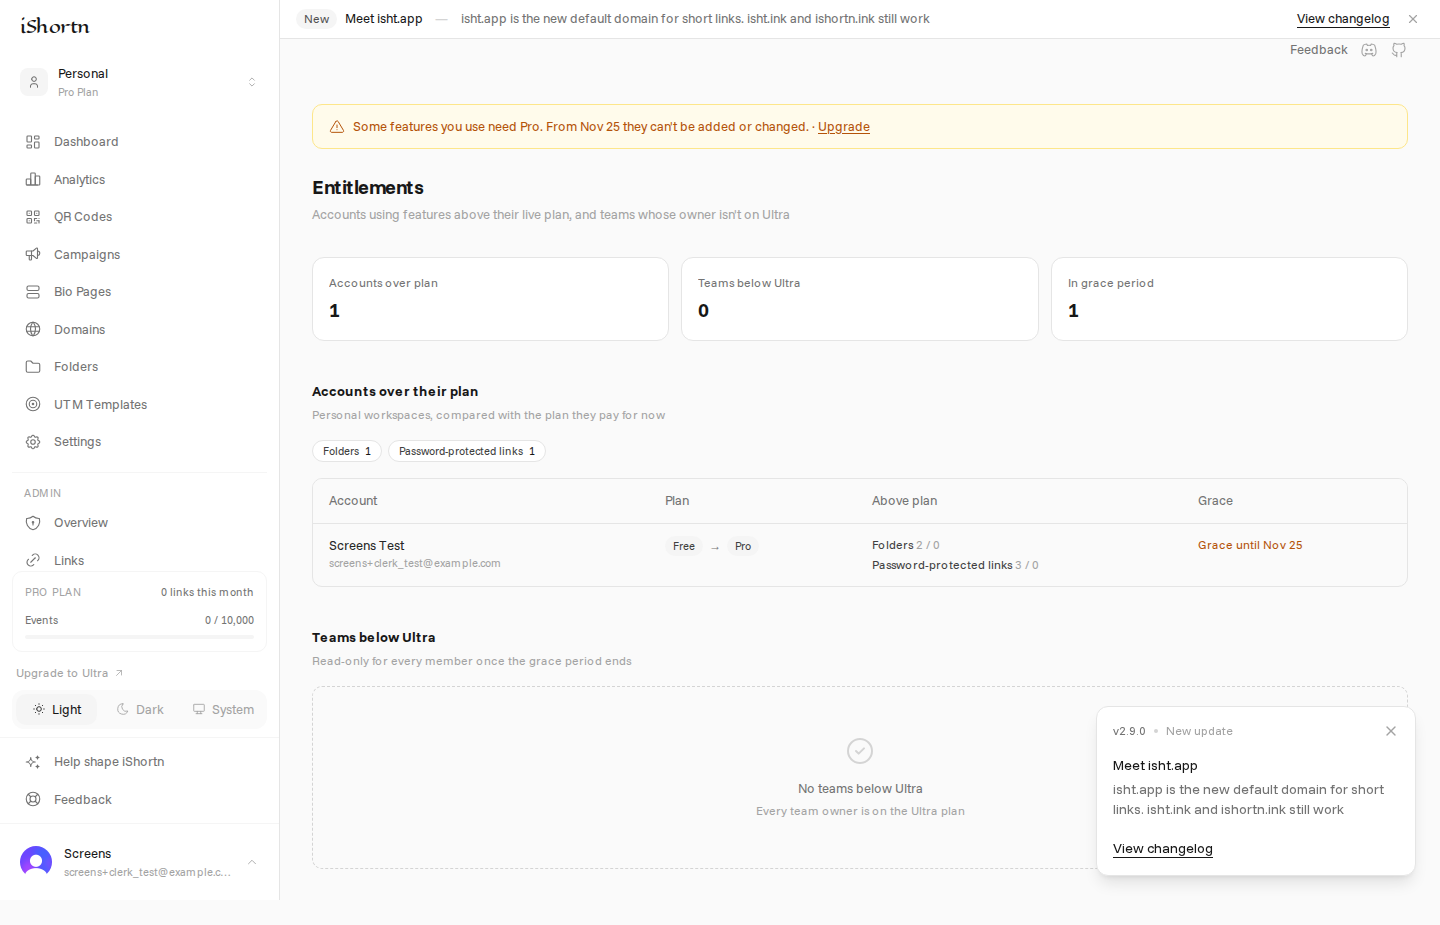 iShortn
Personal
Pro Plan
Dashboard
Analytics
QR Codes
Campaigns
Bio Pages
Domains
Folders
UTM Templates
Settings
ADMIN
Overview
Links
PRO PLAN 0 links this month
Events 0 / 10,000
Upgrade to Ultra
Light Dark System
Help shape iShortn
Feedback
Screens
screens+clerk_test@example.c...
New Meet isht.app — isht.app is the new default domain for short links. isht.ink and ishortn.ink still work View changelog
Feedback
Some features you use need Pro. From Nov 25 they can't be added or changed. · Upgrade
Entitlements
Accounts using features above their live plan, and teams whose owner isn't on Ultra
Accounts over plan
1
Teams below Ultra
0
In grace period
1
Accounts over their plan
Personal workspaces, compared with the plan they pay for now
Folders 1 Password-protected links 1
Account Plan Above plan Grace
Screens Test Free → Pro Folders 2 / 0 Grace until Nov 25
screens+clerk_test@example.com Password-protected links 3 / 0
Teams below Ultra
Read-only for every member once the grace period ends
No teams below Ultra
Every team owner is on the Ultra plan
v2.9.0 • New update
Meet isht.app
isht.app is the new default domain for short
links. isht.ink and ishortn.ink still work
View changelog